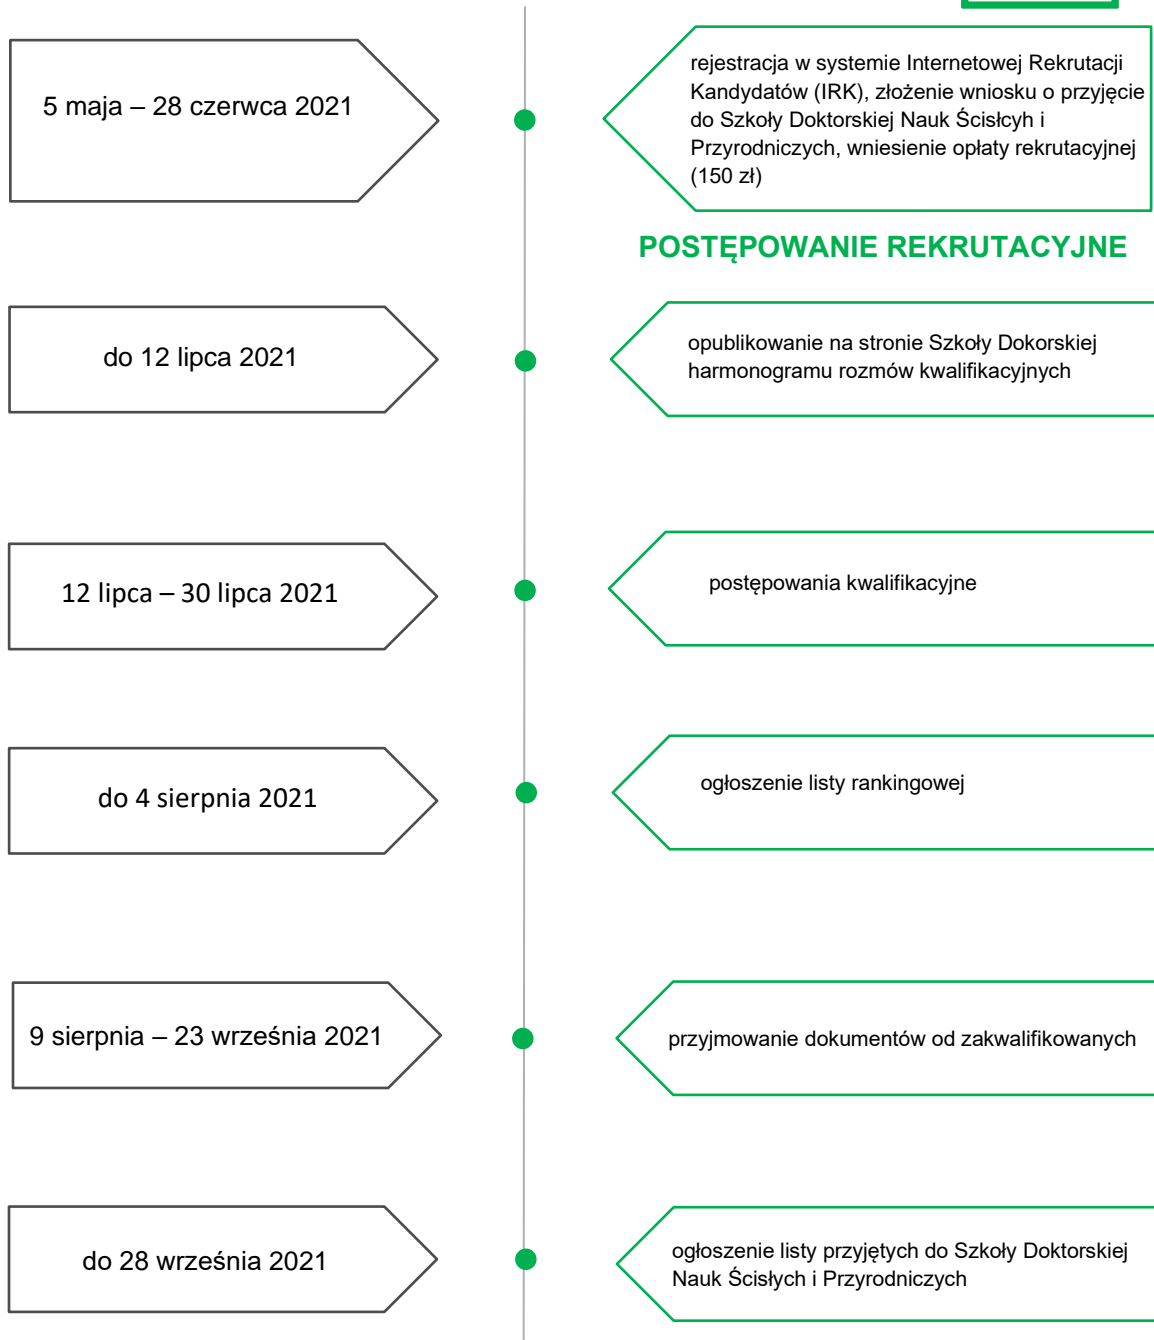 5 maja – 28 czerwca 2021
rejestracja w systemie Internetowej Rekrutacji
Kandydatów (IRK), złożenie wniosku o przyjęcie
do Szkoły Doktorskiej Nauk Ścisłcyh i
Przyrodniczych, wniesienie opłaty rekrutacyjnej
(150 zł)
POSTĘPOWANIE REKRUTACYJNE
do 12 lipca 2021
opublikowanie na stronie Szkoły Dokorskiej
harmonogramu rozmów kwalifikacyjnych
12 lipca – 30 lipca 2021
postępowania kwalifikacyjne
do 4 sierpnia 2021
ogłoszenie listy rankingowej
9 sierpnia – 23 września 2021
przyjmowanie dokumentów od zakwalifikowanych
do 28 września 2021
ogłoszenie listy przyjętych do Szkoły Doktorskiej
Nauk Ścisłych i Przyrodniczych